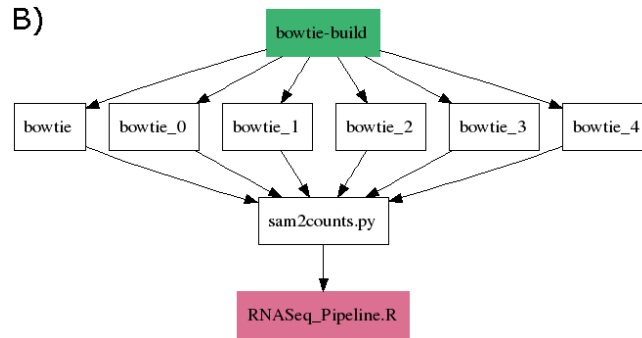 B)
bowtie-build
bowtie bowtie_0 bowtie_1 bowtie_2 bowtie_3 bowtie_4
sam2counts.py
RNASeq_Pipeline.R